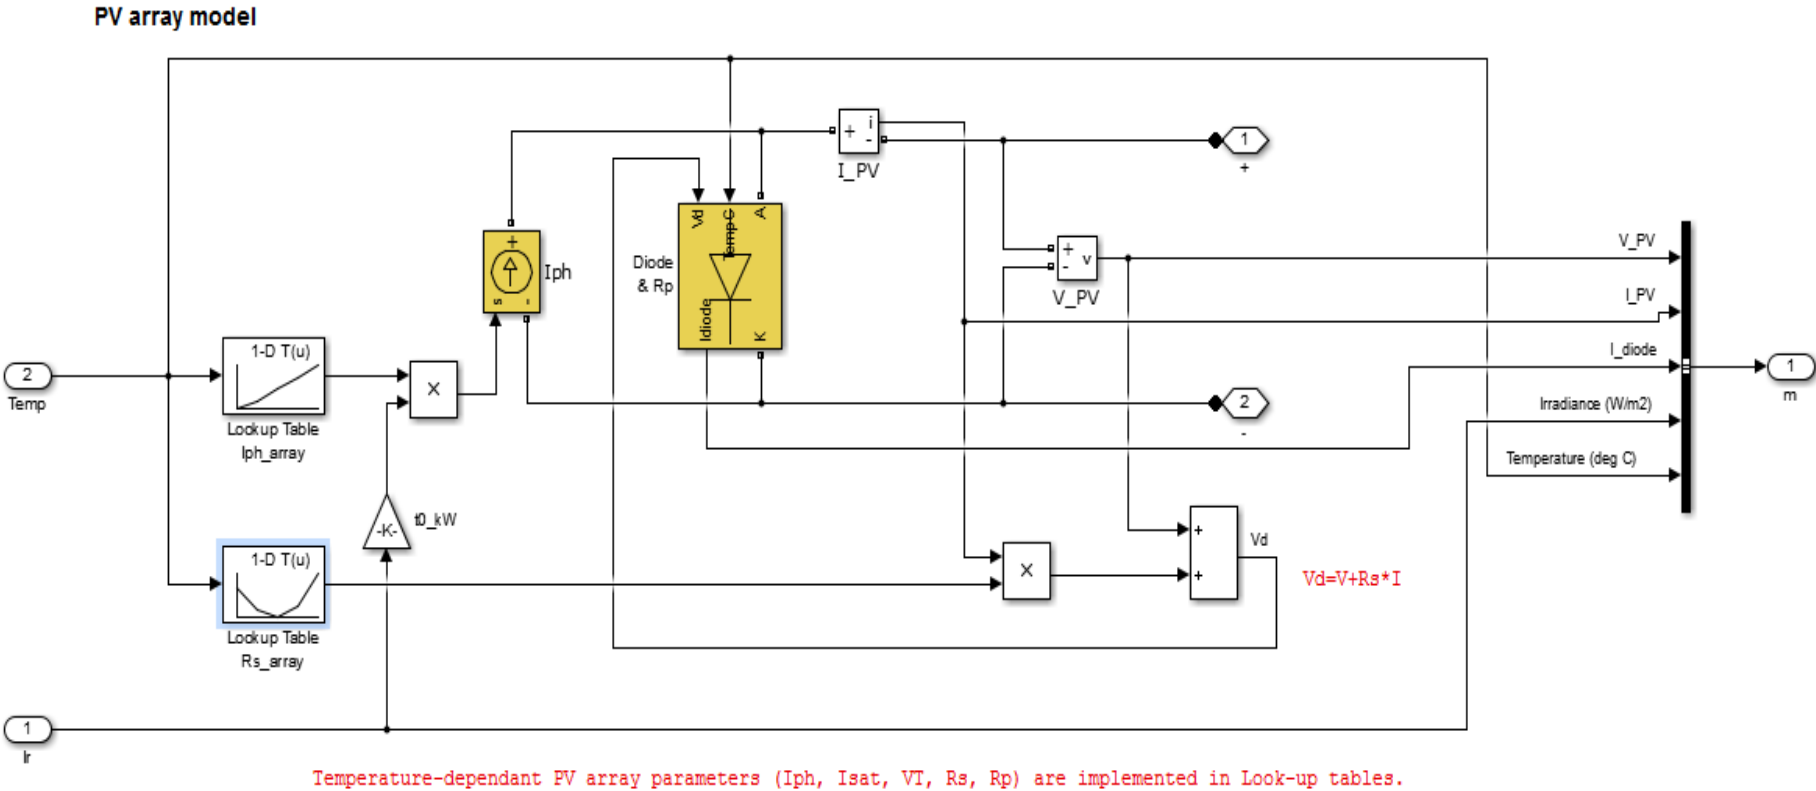 PV array model
+ i
-
I_PV
1
+
Vd
TempC
A
Diode
& Rp
Idiode
K
+
Iph
s
-
+
-
v
V_PV
V_PV
I_PV
I_diode
Irradiance (W/m2)
Temperature (deg C)
1
m
2
Temp
1-D T(u)
Lookup Table
Iph_array
X
2
-
-K-
t0_kW
1-D T(u)
Lookup Table
Rs_array
X
+
+
Vd
Vd=V+Rs*I
1
Ir
Temperature-dependant PV array parameters (Iph, Isat, VT, Rs, Rp) are implemented in Look-up tables.